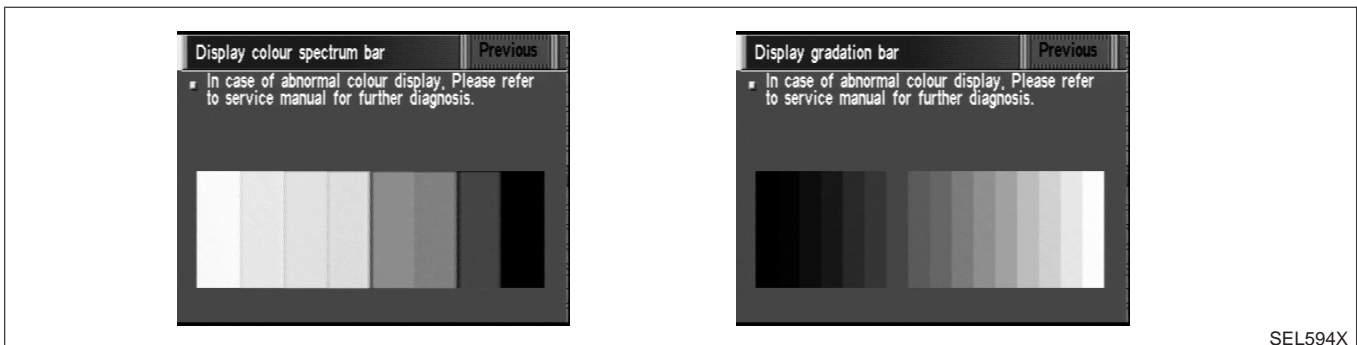 Display colour spectrum bar
Previous
In case of abnormal colour display, Please refer
to service manual for further diagnosis.
Display gradation bar
Previous
In case of abnormal colour display, Please refer
to service manual for further diagnosis.
SEL594X